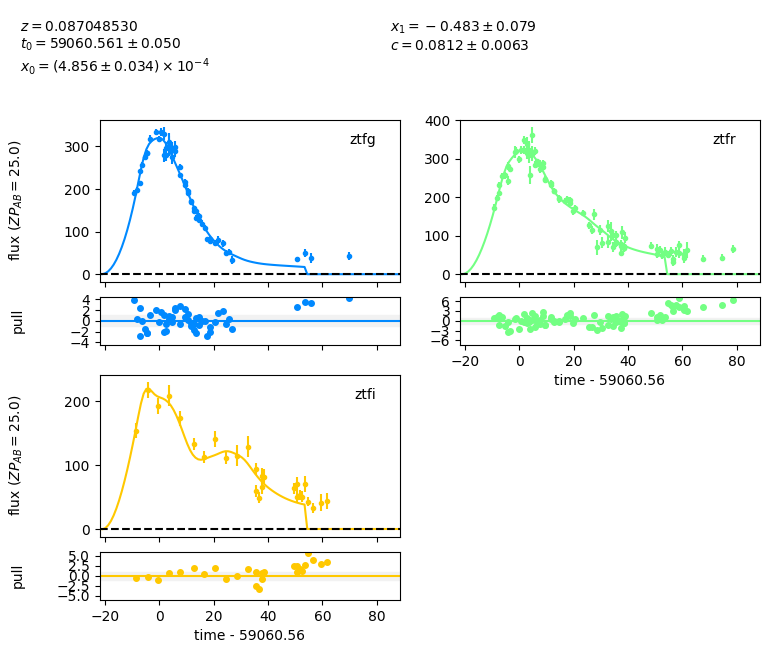 z = 0.087048530
t₀ = 59060.561 ± 0.050
x₀ = (4.856 ± 0.034) × 10⁻⁴
x₁ = −0.483 ± 0.079
c = 0.0812 ± 0.0063
ztfg
flux (ZP_AB = 25.0)
300
200
100
0
pull
4
2
0
−2
−4
ztfr
400
300
200
100
0
6
3
0
−3
−6
−20 0 20 40 60 80
time - 59060.56
ztfi
flux (ZP_AB = 25.0)
200
100
0
pull
5.0
2.5
0.0
−2.5
−5.0
−20 0 20 40 60 80
time - 59060.56